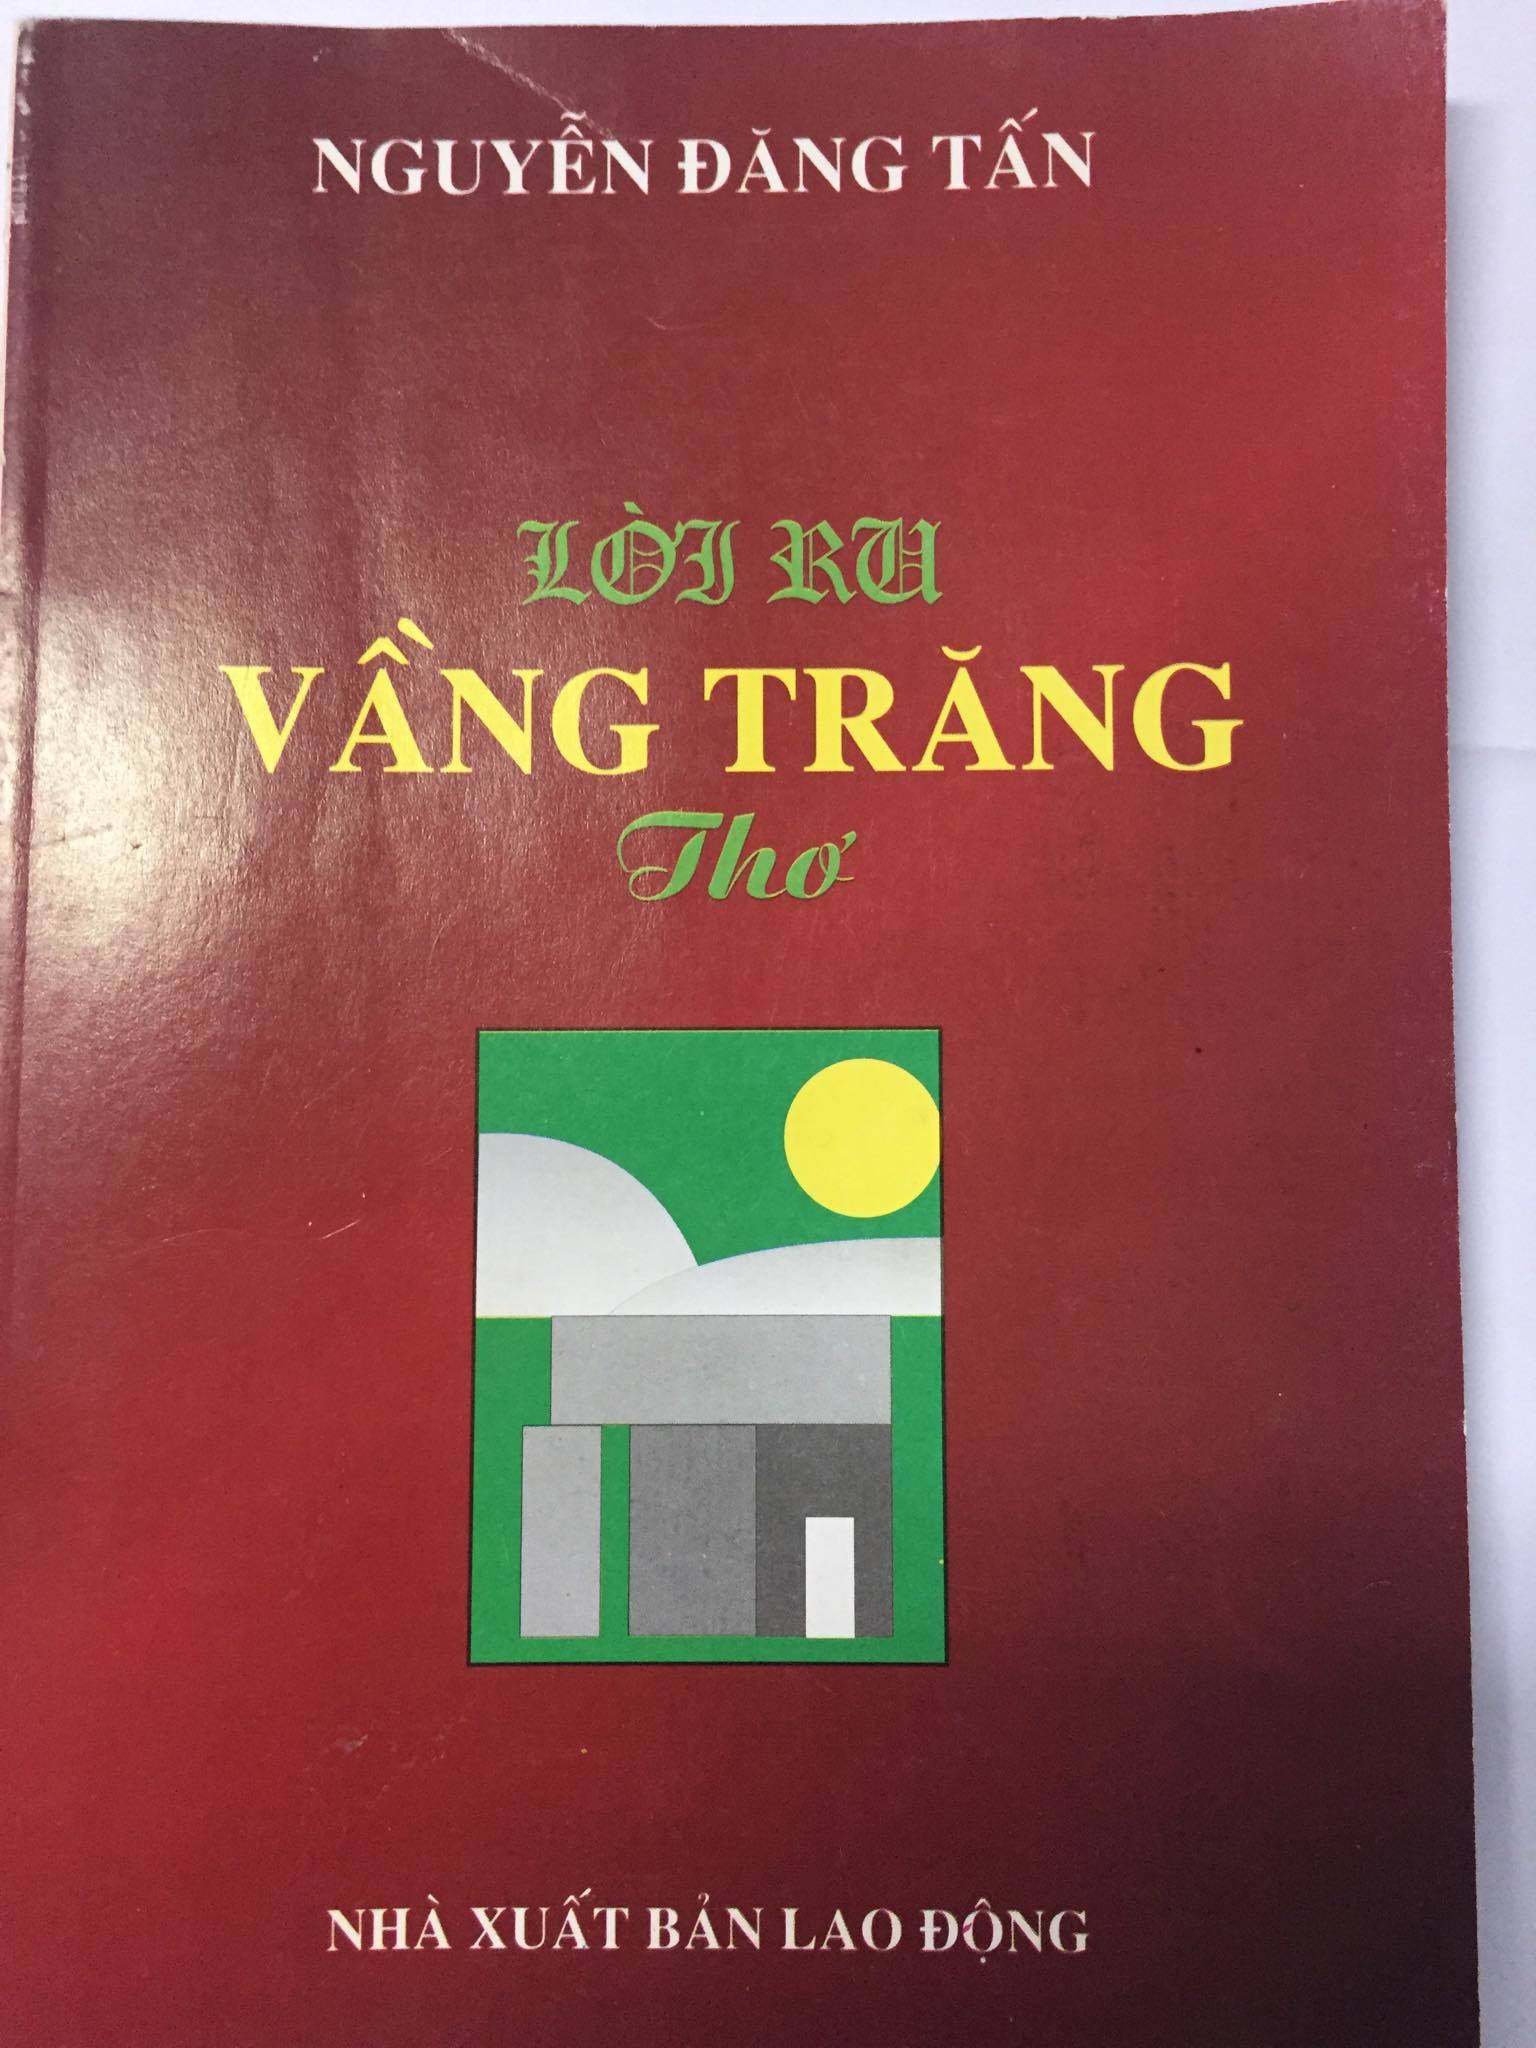 NGUYỄN ĐĂNG TẤN
LỜI RU
VẦNG TRĂNG
Thơ
NHÀ XUẤT BẢN LAO ĐỘNG